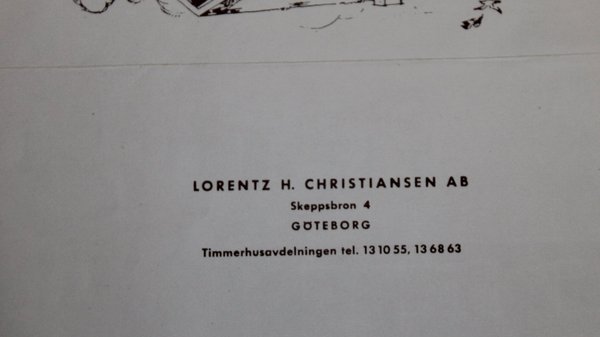 LORENTZ H. CHRISTIANSEN AB
Skeppsbron 4
GÖTEBORG
Timmerhusavdelningen tel. 13 10 55, 13 68 63